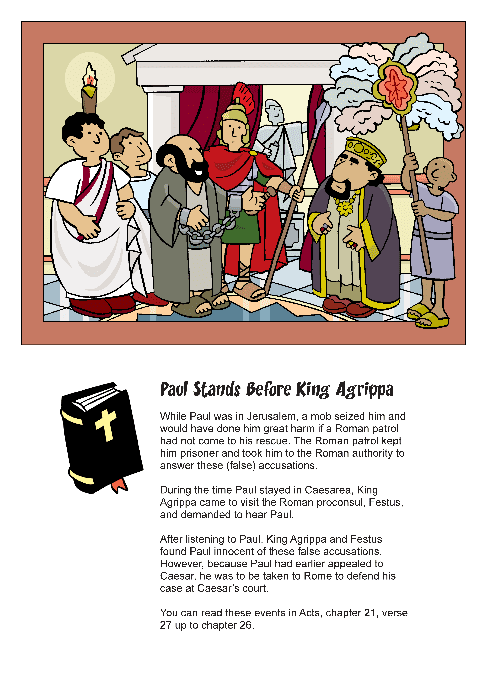 Paul Stands Before King Agrippa
While Paul was in Jerusalem, a mob seized him and
would have done him great harm if a Roman patrol
had not come to his rescue. The Roman patrol kept
him prisoner and took him to the Roman authority to
answer these (false) accusations.
During the time Paul stayed in Caesarea, King
Agrippa came to visit the Roman proconsul, Festus,
and demanded to hear Paul.
After listening to Paul, King Agrippa and Festus
found Paul innocent of these false accusations.
However, because Paul had earlier appealed to
Caesar, he was to be taken to Rome to defend his
case at Caesar's court.
You can read these events in Acts, chapter 21, verse
27 up to chapter 26.